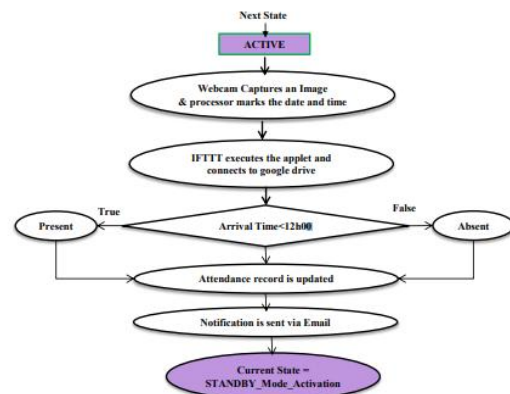 Next State
ACTIVE
Webcam Captures an Image
& processor marks the date and time
IFTTT executes the applet and
connects to google drive
True
False
Present
Arrival Time<12h00
Absent
Attendance record is updated
Notification is sent via Email
Current State =
STANDBY_Mode_Activation